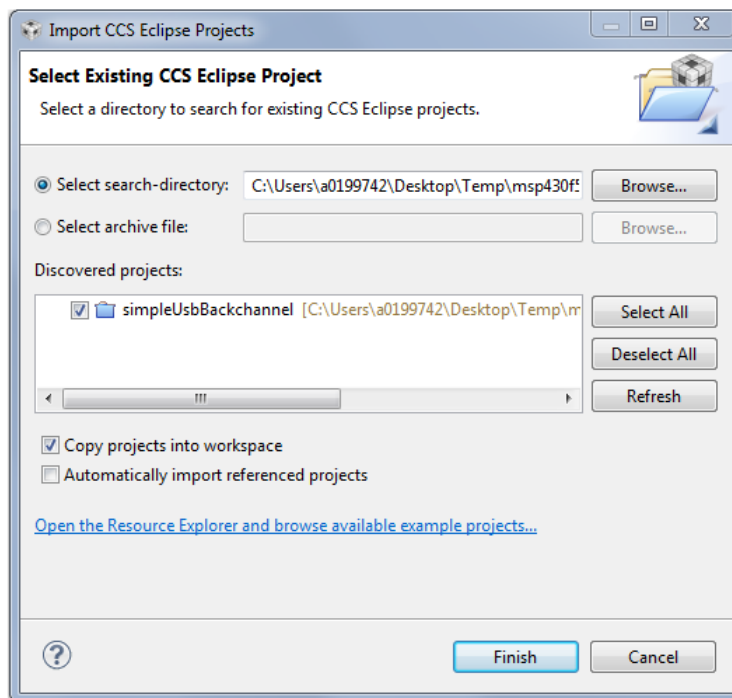 Import CCS Eclipse Projects
Select Existing CCS Eclipse Project
Select a directory to search for existing CCS Eclipse projects.
Select search-directory: C:\Users\a0199742\Desktop\Temp\msp430f5 Browse...
Select archive file: Browse...
Discovered projects:
simpleUsbBackchannel [C:\Users\a0199742\Desktop\Temp\m Select All
Deselect All
Refresh
Copy projects into workspace
Automatically import referenced projects
Open the Resource Explorer and browse available example projects...
? Finish Cancel